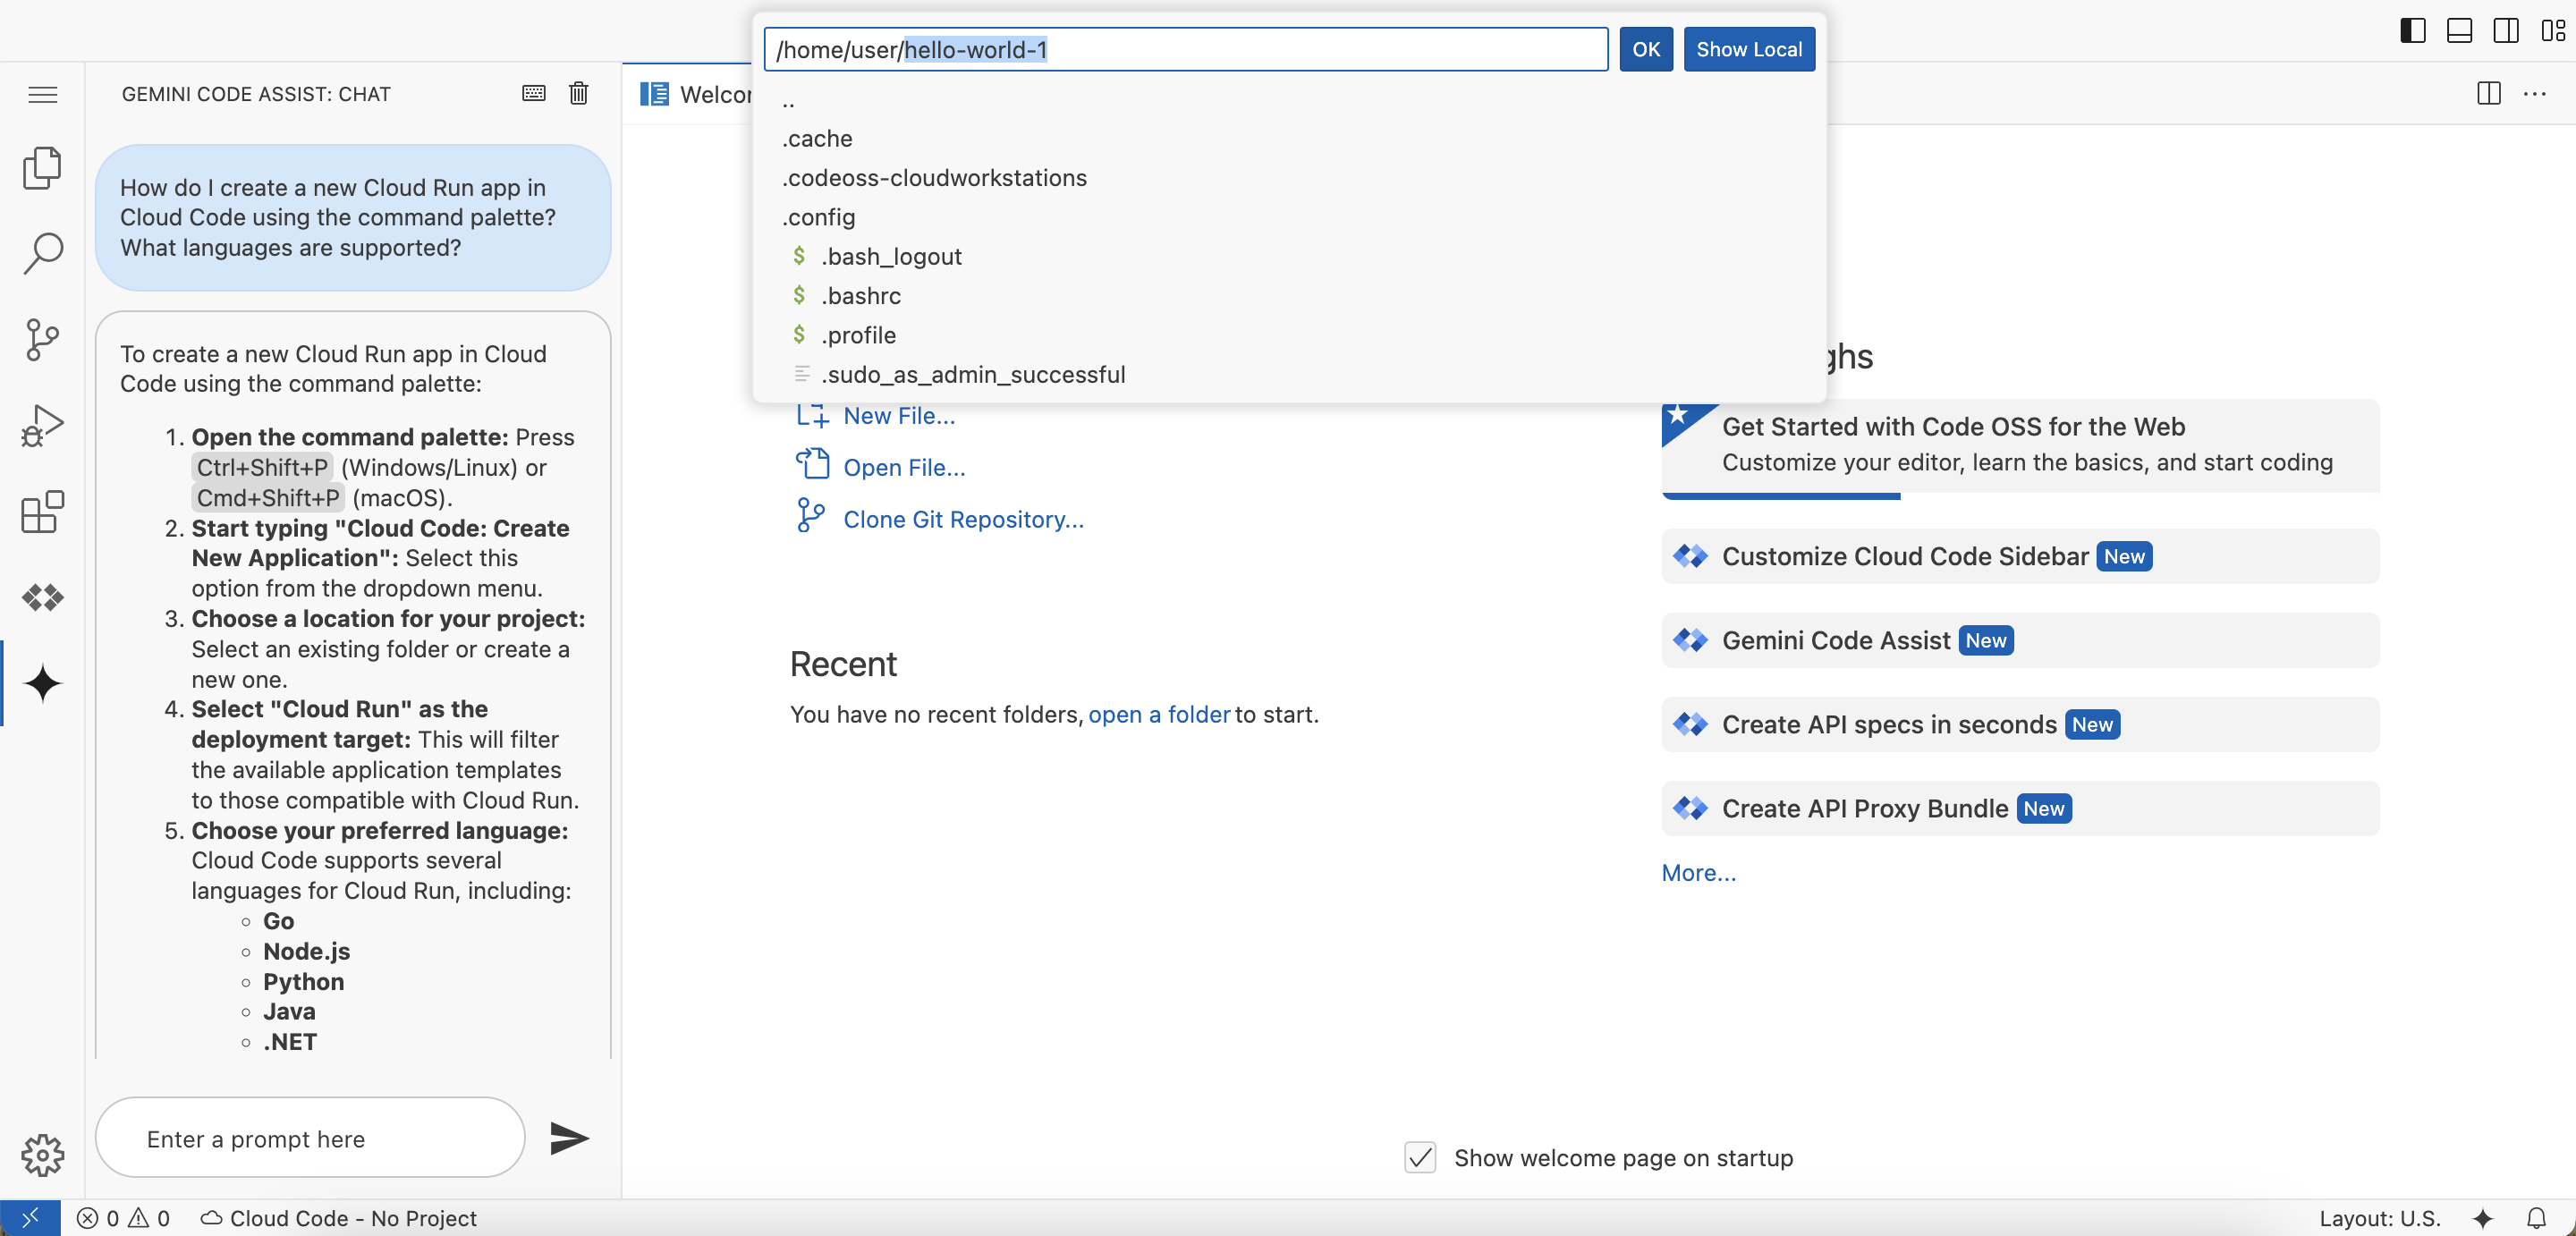 /home/user/hello-world-1
OK
Show Local
GEMINI CODE ASSIST: CHAT
How do I create a new Cloud Run app in
Cloud Code using the command palette?
What languages are supported?
To create a new Cloud Run app in Cloud
Code using the command palette:
1. Open the command palette: Press
Ctrl+Shift+P (Windows/Linux) or
Cmd+Shift+P (macOS).
2. Start typing "Cloud Code: Create
New Application": Select this
option from the dropdown menu.
3. Choose a location for your project:
Select an existing folder or create a
new one.
4. Select "Cloud Run" as the
deployment target: This will filter
the available application templates
to those compatible with Cloud Run.
5. Choose your preferred language:
Cloud Code supports several
languages for Cloud Run, including:
Go
Node.js
Python
Java
.NET
Enter a prompt here
..
.cache
.codeoss-cloudworkstations
.config
$ .bash_logout
$ .bashrc
$ .profile
.sudo_as_admin_successful
New File...
Open File...
Clone Git Repository...
Recent
You have no recent folders, open a folder to start.
Get Started with Code OSS for the Web
Customize your editor, learn the basics, and start coding
Customize Cloud Code Sidebar New
Gemini Code Assist New
Create API specs in seconds New
Create API Proxy Bundle New
More...
Show welcome page on startup
0 0 Cloud Code - No Project
Layout: U.S.